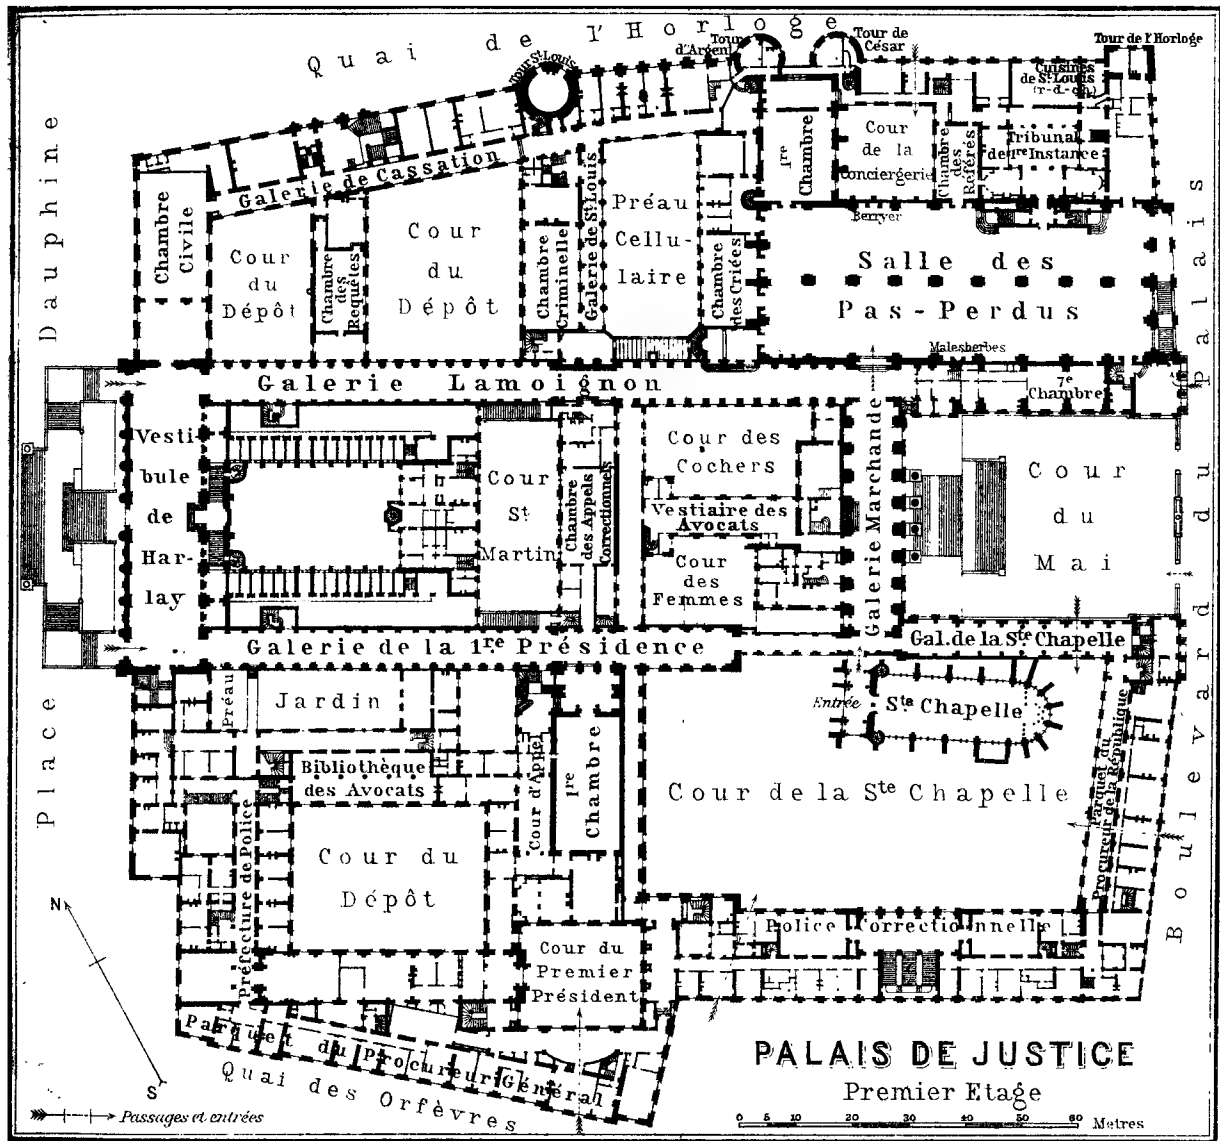 Quai de l'Horloge
Tour St Louis
Tour d'Argent
Tour de César
Tour de l'Horloge
Cuisines de St Louis (r.-d.-ch.)
Place Dauphine
Boulevard du Palais
Galerie de Cassation
Chambre Civile
Cour du Dépôt
Chambre des Requêtes
Cour du Dépôt
Chambre Criminelle
Galerie de St Louis
Préau Cellulaire
Chambre des Criées
1re Chambre
Cour de la Conciergerie
Chambre des Référés
Tribunal de 1re Instance
Berryer
Salle des
Pas-Perdus
Malesherbes
7e Chambre
Galerie Lamoignon
Vesti-
bule
de
Har-
lay
Cour St Martin
Chambre des Appels Correctionnels
Cour des Cochers
Vestiaire des Avocats
Cour des Femmes
Galerie Marchande
Cour
du
Mai
Galerie de la 1re Présidence
Gal. de la Ste Chapelle
Préau
Jardin
Entrée
Ste Chapelle
Bibliothèque des Avocats
Cour d'Appel
1re Chambre
Cour de la Ste Chapelle
Parquet du Procureur de la République
Préfecture de Police
Cour du Dépôt
Cour du Premier Président
Police Correctionnelle
Parquet du Procureur Général
Quai des Orfèvres
N
S
Passages et entrées
PALAIS DE JUSTICE
Premier Etage
0 5 10 20 30 40 50 60 Metres